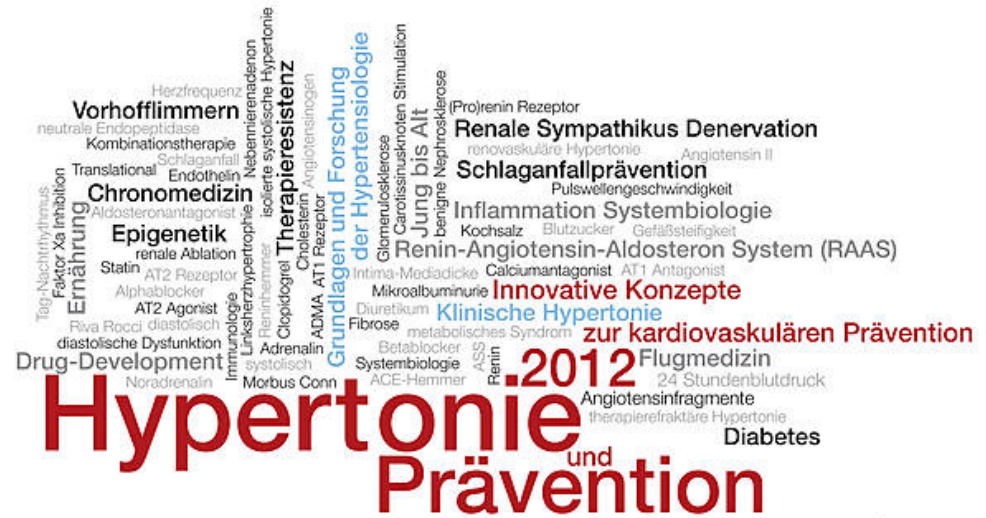 Herzfrequenz
Vorhofflimmern
neutrale Endopeptidase
Kombinationstherapie
Schlaganfall
Translational
Endothelin
Chronomedizin
Aldosteronantagonist
Epigenetik
renale Ablation
Statin
AT2 Rezeptor
Alphablocker
AT2 Agonist
Riva Rocci
diastolisch
diastolische Dysfunktion
Drug-Development
Noradrenalin
Tag-Nachtrhythmus
Faktor Xa Inhibition
Ernährung
Immunologie
Linksherzhypertrophie
Nebennierenadenon
isolierte systolische Hypertonie
Reninhemmer
Therapieresistenz
Clopidogrel
Cholesterin
Angiotensinogen
ADMA
AT1 Rezeptor
Adrenalin
systolisch
Morbus Conn
Grundlagen und Forschung
der Hypertensiologie
Glomerulosklerose
Carotissinusknoten Stimulation
Jung bis Alt
benigne Nephrosklerose
(Pro)renin Rezeptor
Renale Sympathikus Denervation
renovaskuläre Hypertonie
Angiotensin II
Schlaganfallprävention
Pulswellengeschwindigkeit
Inflammation Systembiologie
Kochsalz
Blutzucker
Gefäßsteifigkeit
Renin-Angiotensin-Aldosteron System (RAAS)
Intima-Mediadicke
Calciumantagonist
AT1 Antagonist
Mikroalbuminurie
Innovative Konzepte
Diuretikum
Klinische Hypertonie
Fibrose
metabolisches Syndrom
zur kardiovaskulären Prävention
Betablocker
Systembiologie
ACE-Hemmer
ASS
Renin
2012
Flugmedizin
24 Stundenblutdruck
Angiotensinfragmente
therapierefraktäre Hypertonie
Diabetes
Hypertonie
und
Prävention